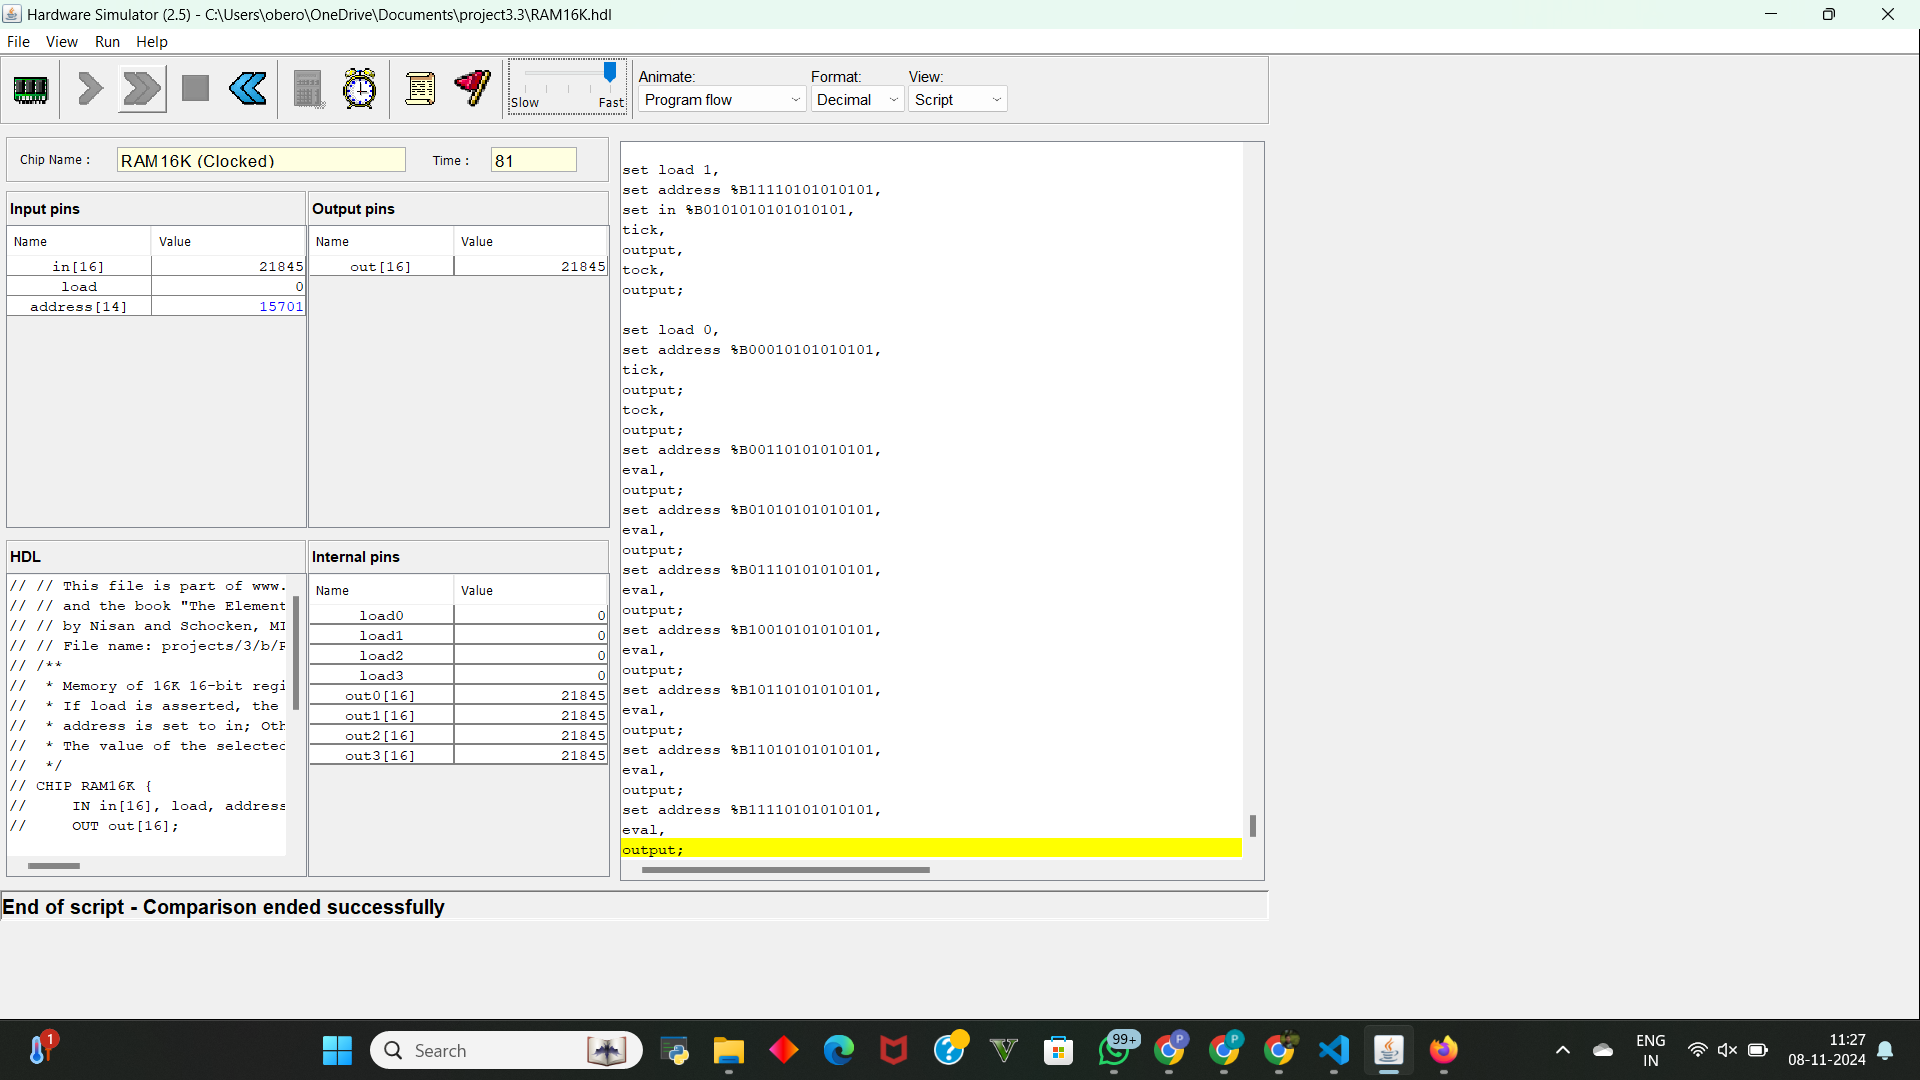 Hardware Simulator (2.5) - C:\Users\obero\OneDrive\Documents\project3.3\RAM16K.hdl
File View Run Help
Slow Fast
Animate: Format: View:
Program flow Decimal Script
Chip Name : RAM16K (Clocked) Time : 81
Input pins
Name Value
in[16] 21845
load 0
address[14] 15701
Output pins
Name Value
out[16] 21845
HDL
// // This file is part of www.
// // and the book "The Element
// // by Nisan and Schocken, MI
// // File name: projects/3/b/R
// /**
//  * Memory of 16K 16-bit regi
//  * If load is asserted, the
//  * address is set to in; Oth
//  * The value of the selected
//  */
// CHIP RAM16K {
//     IN in[16], load, address
//     OUT out[16];
Internal pins
Name Value
load0 0
load1 0
load2 0
load3 0
out0[16] 21845
out1[16] 21845
out2[16] 21845
out3[16] 21845
set load 1,
set address %B11110101010101,
set in %B0101010101010101,
tick,
output,
tock,
output;
set load 0,
set address %B00010101010101,
tick,
output;
tock,
output;
set address %B00110101010101,
eval,
output;
set address %B01010101010101,
eval,
output;
set address %B01110101010101,
eval,
output;
set address %B10010101010101,
eval,
output;
set address %B10110101010101,
eval,
output;
set address %B11010101010101,
eval,
output;
set address %B11110101010101,
eval,
output;
End of script - Comparison ended successfully
1
Search
99+
P
P
ENG
IN
11:27
08-11-2024